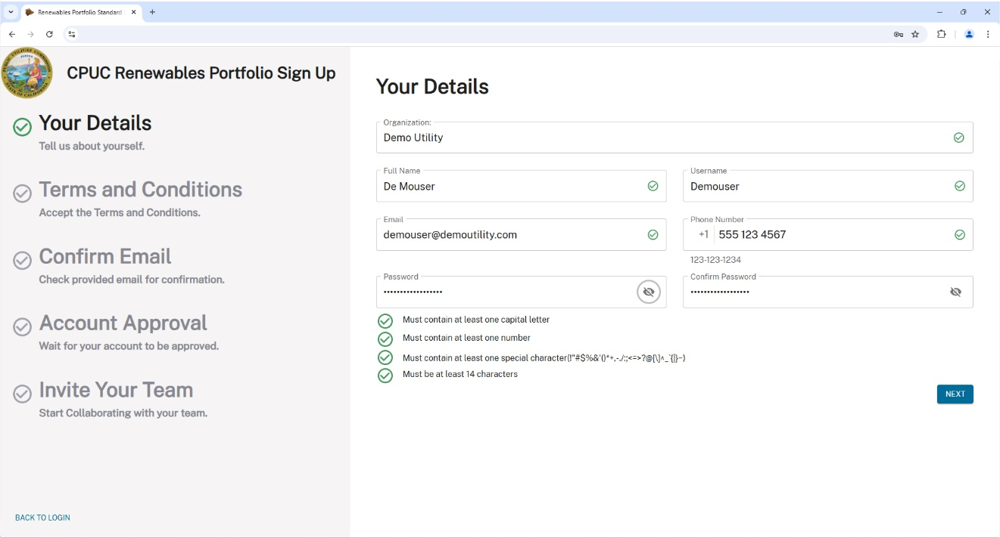 Renewables Portfolio Standard
CPUC Renewables Portfolio Sign Up
Your Details
Tell us about yourself.
Terms and Conditions
Accept the Terms and Conditions.
Confirm Email
Check provided email for confirmation.
Account Approval
Wait for your account to be approved.
Invite Your Team
Start Collaborating with your team.
BACK TO LOGIN
Your Details
Organization:
Demo Utility
Full Name
De Mouser
Username
Demouser
Email
demouser@demoutility.com
Phone Number
+1 555 123 4567
123-123-1234
Password
Confirm Password
Must contain at least one capital letter
Must contain at least one number
Must contain at least one special character(!"#$%&'()*+,-./:;<=>?@[\]^_`{|}~)
Must be at least 14 characters
NEXT